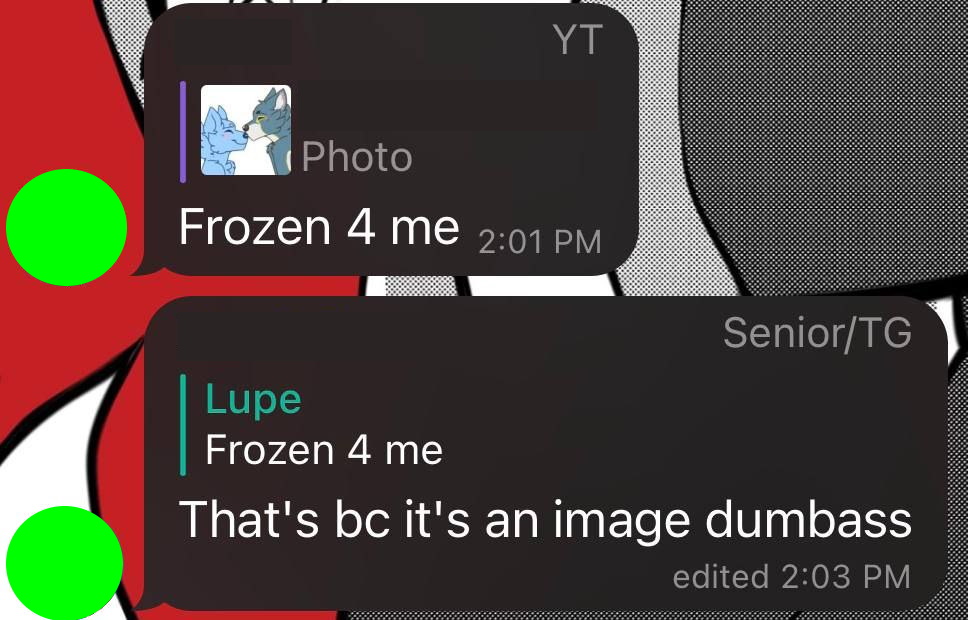 YT
Photo
Frozen 4 me 2:01 PM
Senior/TG
Lupe
Frozen 4 me
That's bc it's an image dumbass
edited 2:03 PM